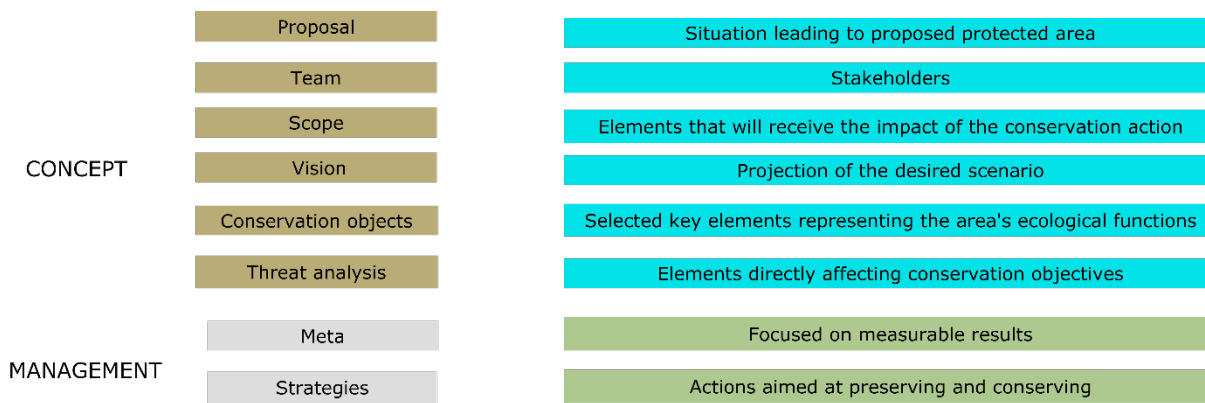 Proposal
Situation leading to proposed protected area
Team
Stakeholders
Scope
Elements that will receive the impact of the conservation action
CONCEPT
Vision
Projection of the desired scenario
Conservation objects
Selected key elements representing the area's ecological functions
Threat analysis
Elements directly affecting conservation objectives
Meta
Focused on measurable results
MANAGEMENT
Strategies
Actions aimed at preserving and conserving